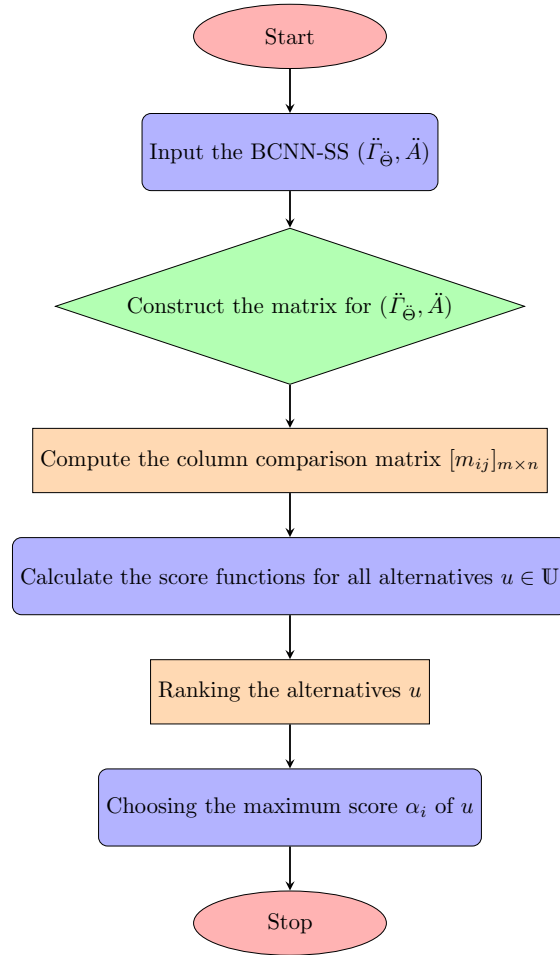 Start
Input the BCNN-SS $(\ddot{\Gamma}_{\ddot{\Theta}}, \ddot{A})$
Construct the matrix for $(\ddot{\Gamma}_{\ddot{\Theta}}, \ddot{A})$
Compute the column comparison matrix $[m_{ij}]_{m \times n}$
Calculate the score functions for all alternatives $u \in \mathbb{U}$
Ranking the alternatives $u$
Choosing the maximum score $\alpha_i$ of $u$
Stop